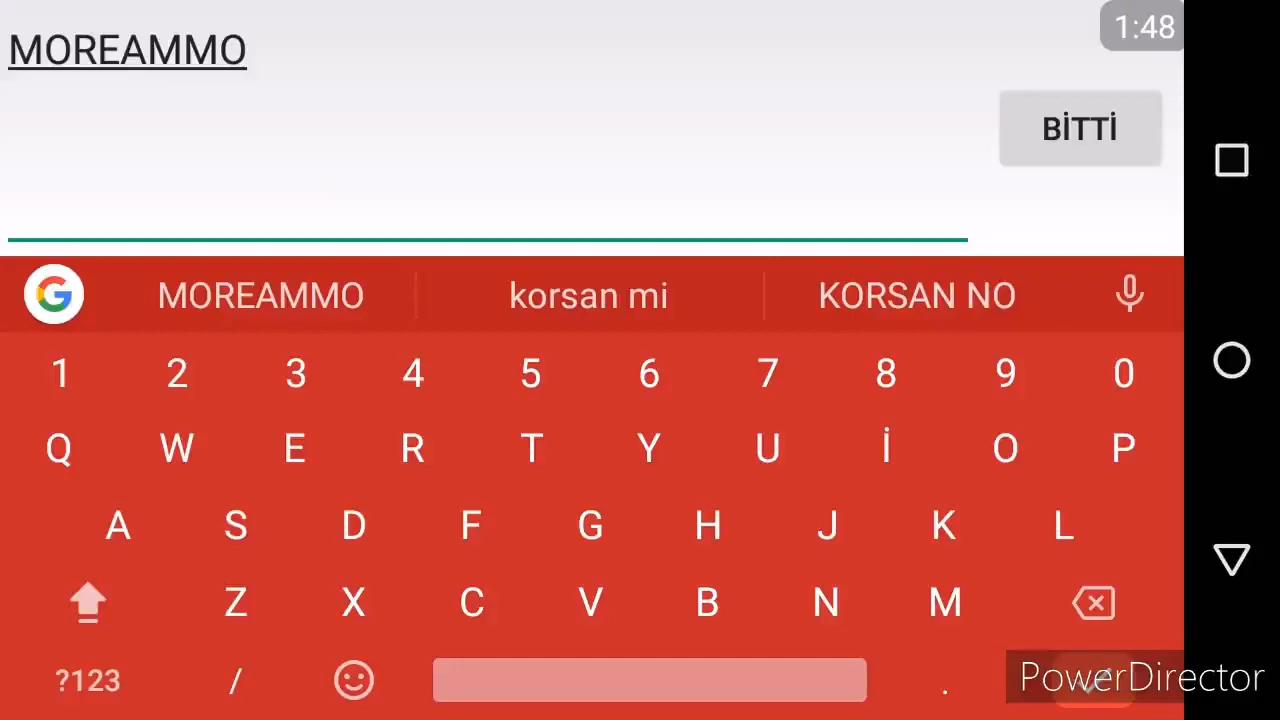 MOREAMMO
1:48
BİTTİ
MOREAMMO korsan mi KORSAN NO
1 2 3 4 5 6 7 8 9 0
Q W E R T Y U İ O P
A S D F G H J K L
Z X C V B N M
?123 / .
PowerDirector